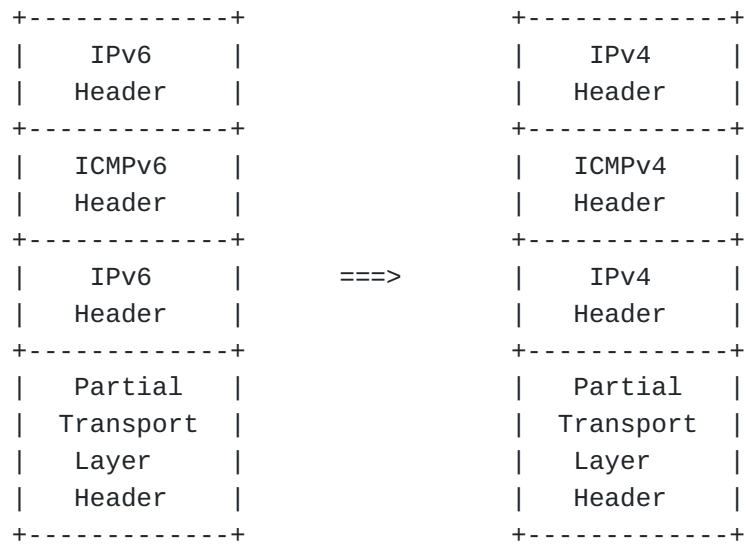 +-------------+                 +-------------+
|    IPv6     |                 |    IPv4     |
|   Header    |                 |   Header    |
+-------------+                 +-------------+
|   ICMPv6    |                 |   ICMPv4    |
|   Header    |                 |   Header    |
+-------------+                 +-------------+
|    IPv6     |      ===>       |    IPv4     |
|   Header    |                 |   Header    |
+-------------+                 +-------------+
|   Partial   |                 |   Partial   |
|  Transport  |                 |  Transport  |
|   Layer     |                 |   Layer     |
|   Header    |                 |   Header    |
+-------------+                 +-------------+